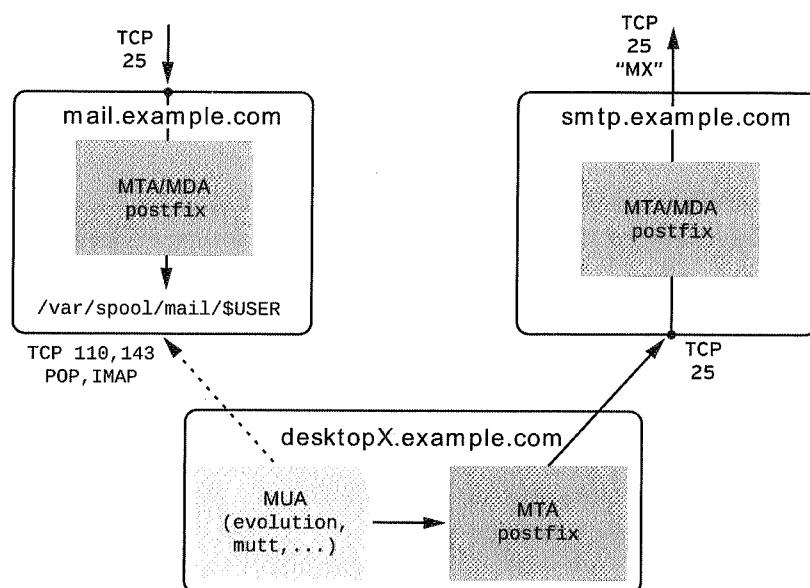 TCP
25
mail.example.com
MTA/MDA
postfix
/var/spool/mail/$USER
TCP 110,143
POP,IMAP
TCP
25
“MX”
smtp.example.com
MTA/MDA
postfix
TCP
25
desktopX.example.com
MUA
(evolution,
mutt,...)
MTA
postfix